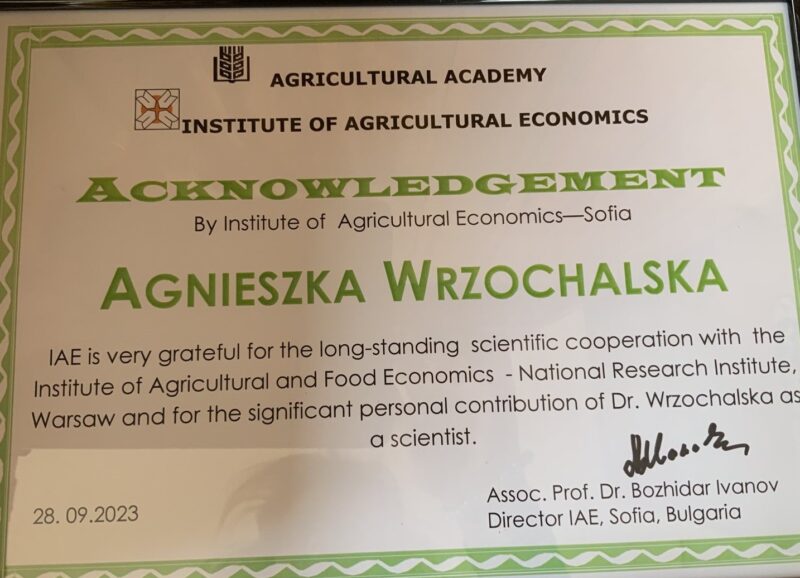 AGRICULTURAL ACADEMY
INSTITUTE OF AGRICULTURAL ECONOMICS
ACKNOWLEDGEMENT
By Institute of Agricultural Economics—Sofia
AGNIESZKA WRZOCHALSKA
IAE is very grateful for the long-standing scientific cooperation with the
Institute of Agricultural and Food Economics - National Research Institute,
Warsaw and for the significant personal contribution of Dr. Wrzochalska as
a scientist.
Assoc. Prof. Dr. Bozhidar Ivanov
28. 09.2023
Director IAE, Sofia, Bulgaria